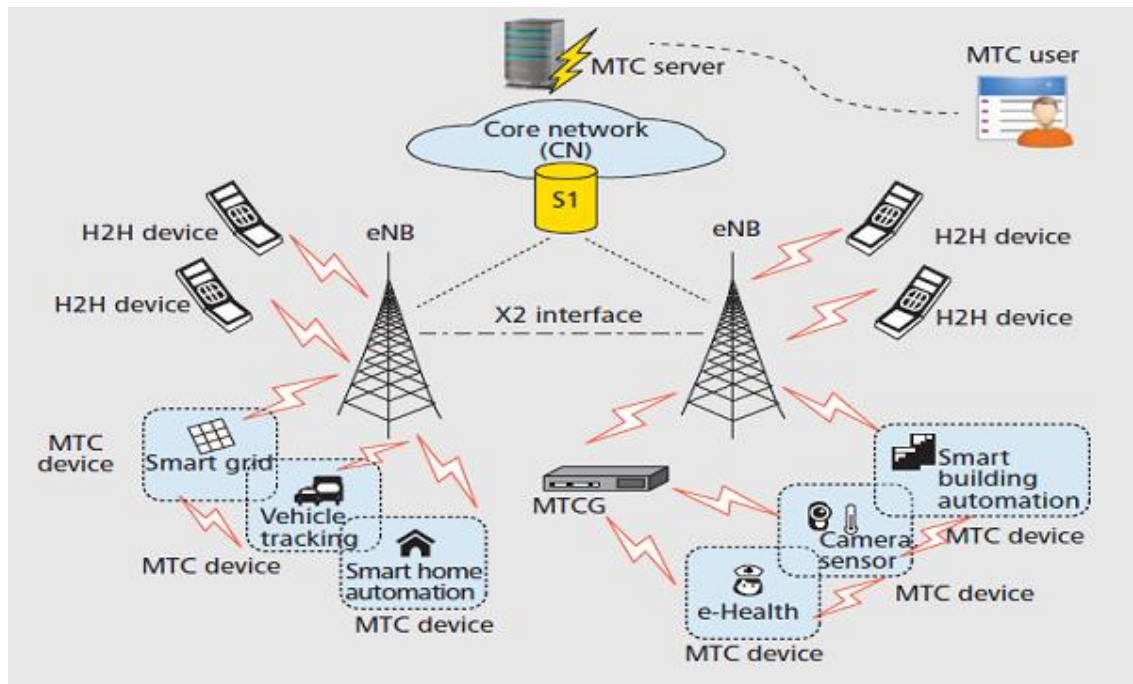 MTC server
MTC user
Core network
(CN)
S1
H2H device
eNB
eNB
H2H device
H2H device
H2H device
X2 interface
MTC
device
Smart grid
Vehicle
tracking
MTC device
Smart home
automation
MTC device
MTCG
Smart
building
automation
MTC device
Camera
sensor
MTC device
e-Health
MTC device